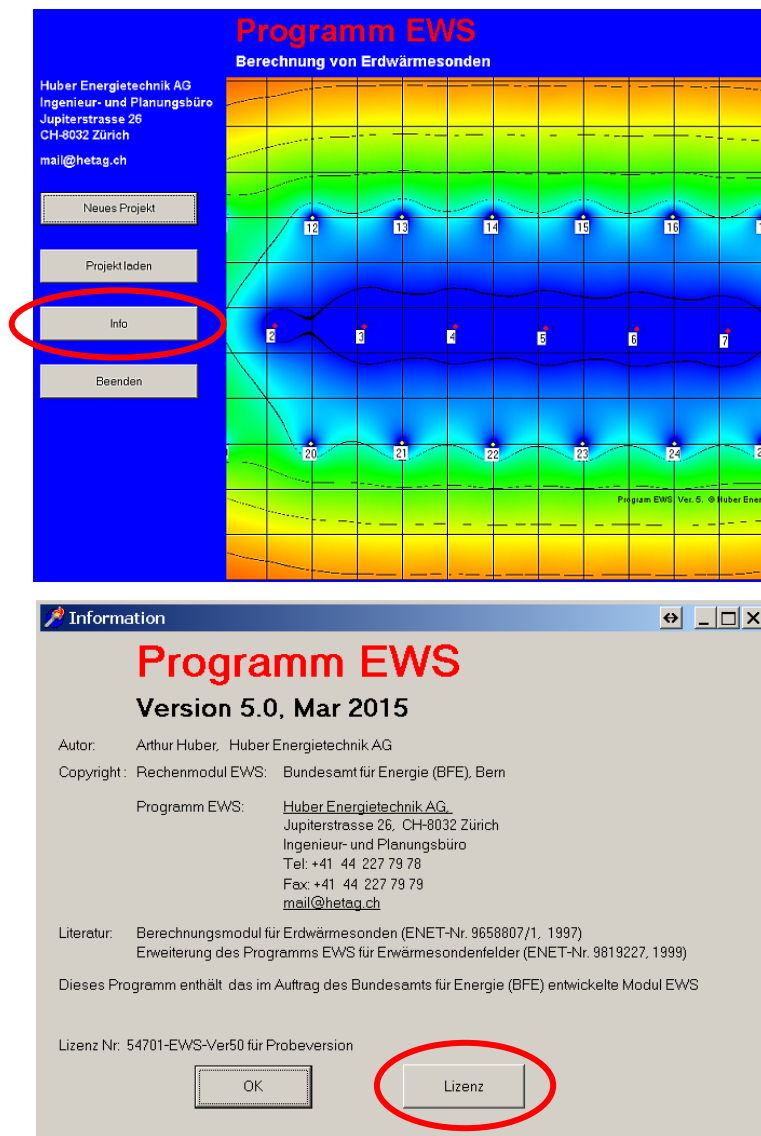 Programm EWS
Berechnung von Erdwärmesonden
Huber Energietechnik AG
Ingenieur- und Planungsbüro
Jupiterstrasse 26
CH-8032 Zürich
mail@hetag.ch
Neues Projekt
Projekt laden
Info
Beenden
12 13 14 15 16
2 3 4 5 6 7
20 21 22 23 24
Program EWS, Ver. 5. © Huber Ener
Information
Programm EWS
Version 5.0, Mar 2015
Autor: Arthur Huber, Huber Energietechnik AG
Copyright: Rechenmodul EWS: Bundesamt für Energie (BFE), Bern
Programm EWS: Huber Energietechnik AG,
Jupiterstrasse 26, CH-8032 Zürich
Ingenieur- und Planungsbüro
Tel: +41 44 227 79 78
Fax: +41 44 227 79 79
mail@hetag.ch
Literatur: Berechnungsmodul für Erdwärmesonden (ENET-Nr. 9658807/1, 1997)
Erweiterung des Programms EWS für Erwärmesondenfelder (ENET-Nr. 9819227, 1999)
Dieses Programm enthält das im Auftrag des Bundesamts für Energie (BFE) entwickelte Modul EWS
Lizenz Nr: 54701-EWS-Ver50 für Probeversion
OK Lizenz